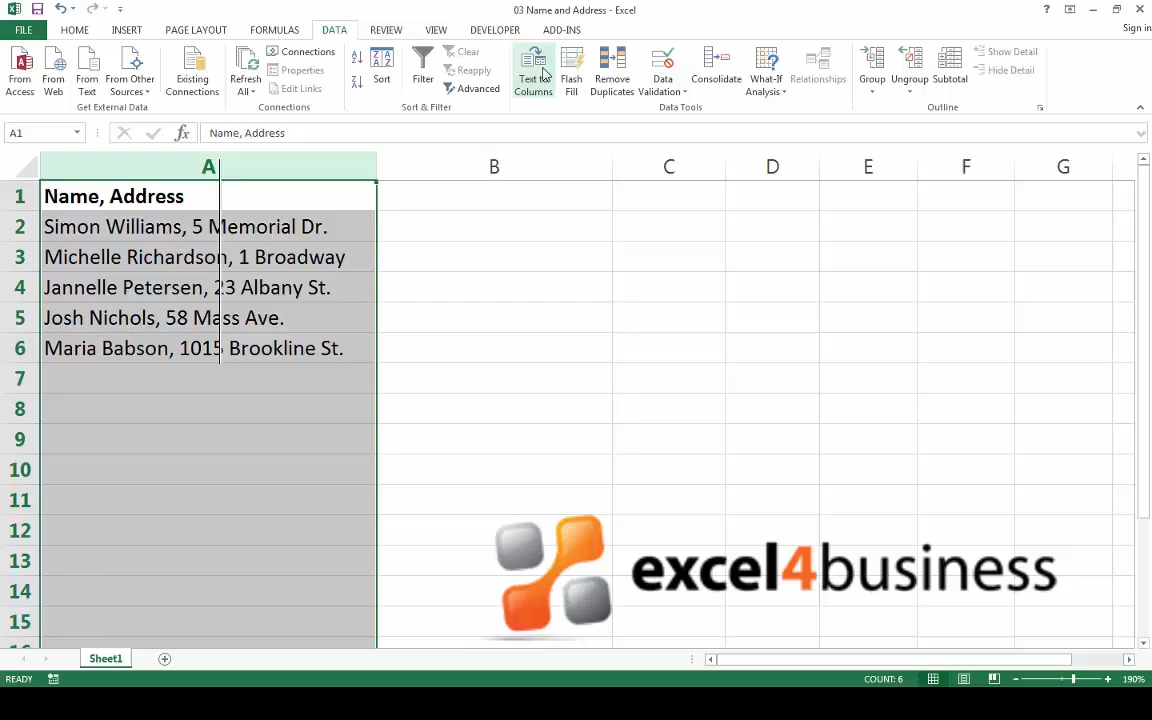 03 Name and Address - Excel
Sign in
FILE HOME INSERT PAGE LAYOUT FORMULAS DATA REVIEW VIEW DEVELOPER ADD-INS
From Access
From Web
From Text
From Other Sources
Existing Connections
Get External Data
Refresh All
Connections
Properties
Edit Links
Connections
Sort
Filter
Clear
Reapply
Advanced
Sort & Filter
Text to Columns
Flash Fill
Remove Duplicates
Data Validation
Consolidate
What-If Analysis
Relationships
Data Tools
Group
Ungroup
Subtotal
Show Detail
Hide Detail
Outline
A1
fx
Name, Address
A B C D E F G
1 Name, Address
2 Simon Williams, 5 Memorial Dr.
3 Michelle Richardson, 1 Broadway
4 Jannelle Petersen, 23 Albany St.
5 Josh Nichols, 58 Mass Ave.
6 Maria Babson, 1015 Brookline St.
7
8
9
10
11
12
13
14
15
excel4business
Sheet1
READY
COUNT: 6
190%